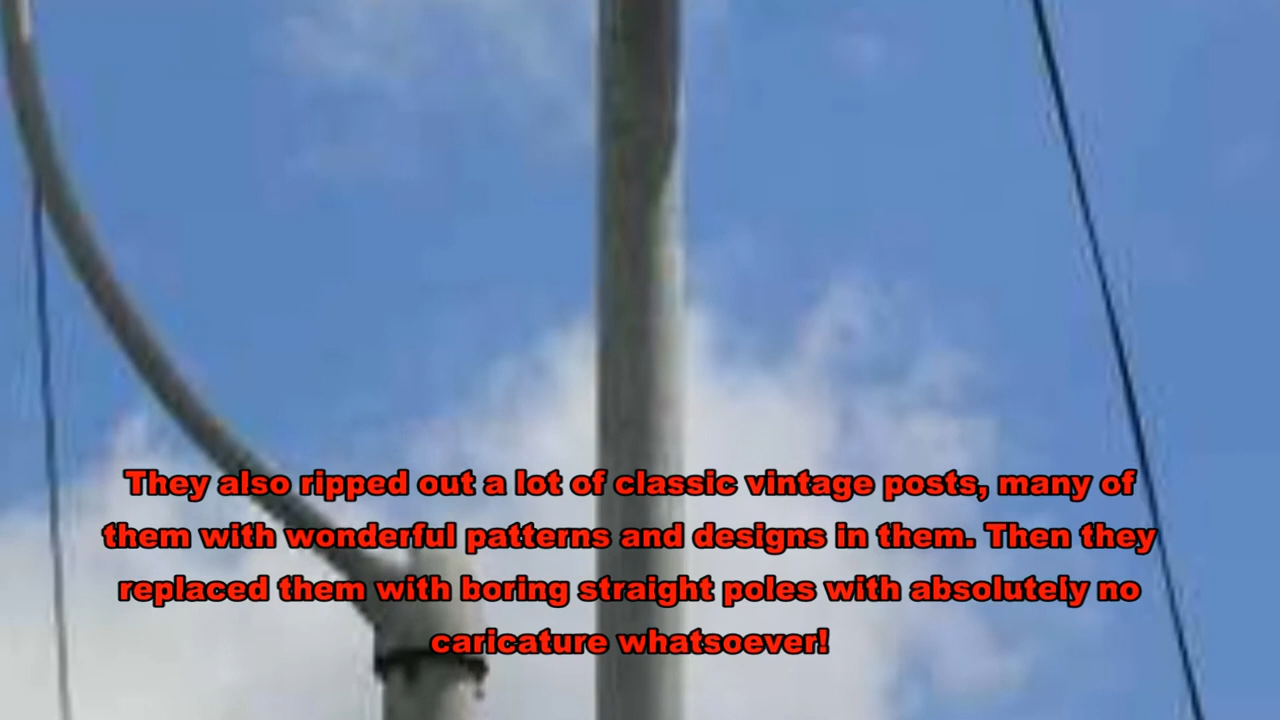 They also ripped out a lot of classic vintage posts, many of
them with wonderful patterns and designs in them. Then they
replaced them with boring straight poles with absolutely no
caricature whatsoever!